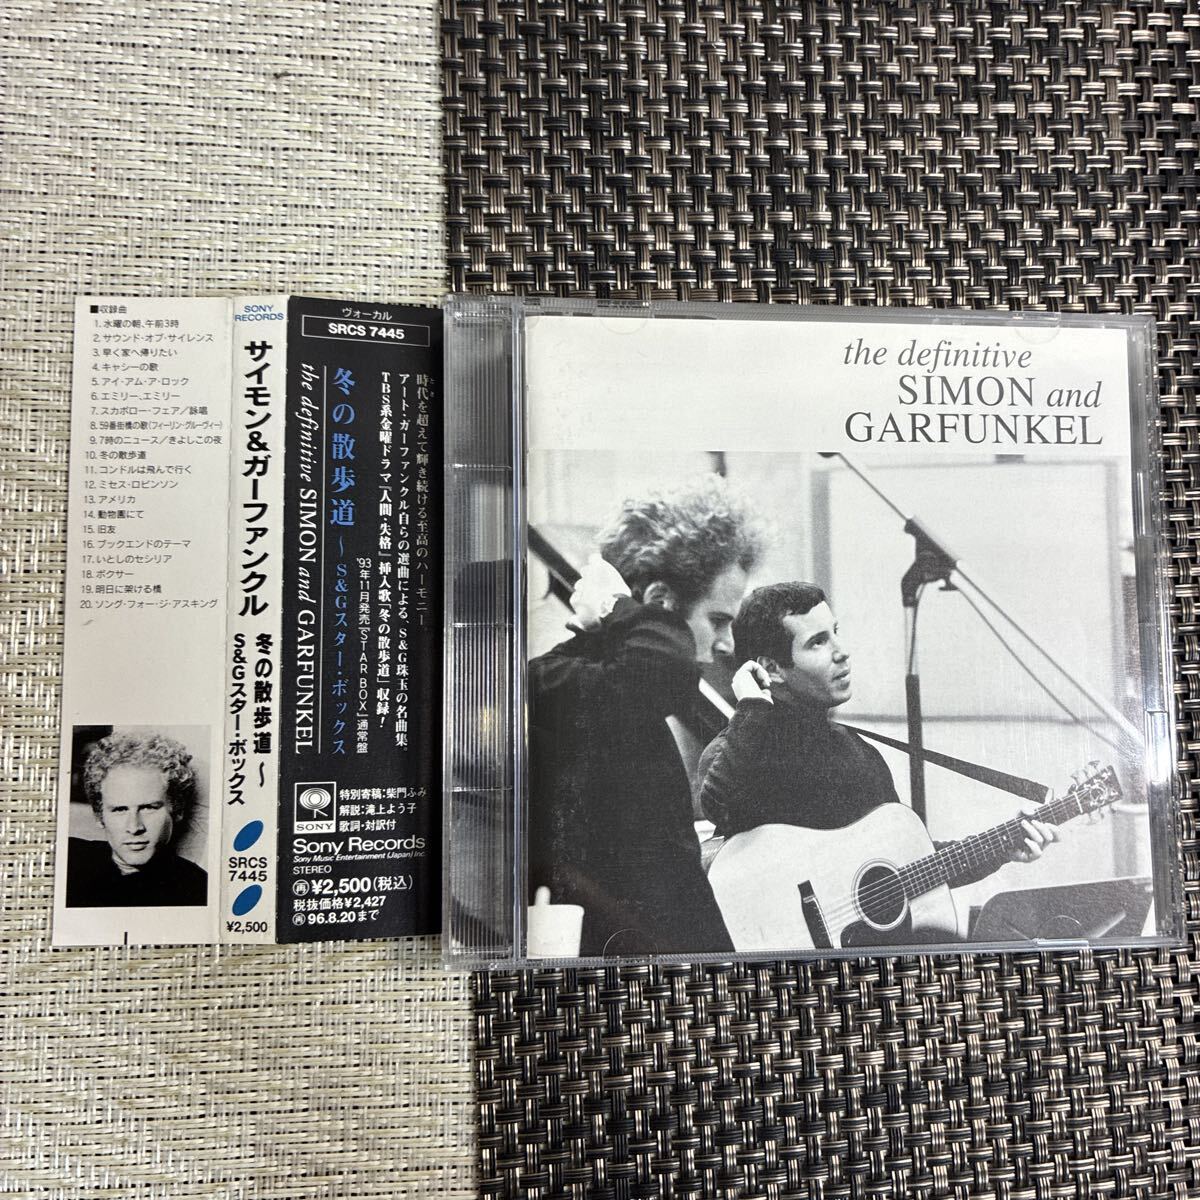 ■収録曲
1. 水曜の朝、午前3時
2. サウンド・オブ・サイレンス
3. 早く家へ帰りたい
4. キャシーの歌
5. アイ・アム・ア・ロック
6. エミリー、エミリー
7. スカボロー・フェア／詠唱
8. 59番街橋の歌(フィーリン・グルーヴィー)
9. 7時のニュース／きよしこの夜
10. 冬の散歩道
11. コンドルは飛んで行く
12. ミセス・ロビンソン
13. アメリカ
14. 動物園にて
15. 旧友
16. ブックエンドのテーマ
17. いとしのセシリア
18. ボクサー
19. 明日に架ける橋
20. ソング・フォー・ジ・アスキング
SONY
RECORDS
サイモン&ガーファンクル
冬の散歩道〜
S&Gスター・ボックス
SRCS
7445
¥2,500
ヴォーカル
SRCS 7445
時代を超えて輝き続ける至高のハーモニー。
アート・ガーファンクル自らの選曲による、S&G珠玉の名曲集。
TBS系金曜ドラマ「人間・失格」挿入歌「冬の散歩道」収録！
'93年11月発売「STAR BOX」通常盤
冬の散歩道〜S&Gスター・ボックス
the definitive SIMON and GARFUNKEL
SONY
特別寄稿：柴門ふみ
解説：滝上よう子
歌詞・対訳付
Sony Records
Sony Music Entertainment (Japan) Inc.
STEREO
再¥2,500(税込)
税抜価格¥2,427
再96.8.20まで
the definitive
SIMON and
GARFUNKEL